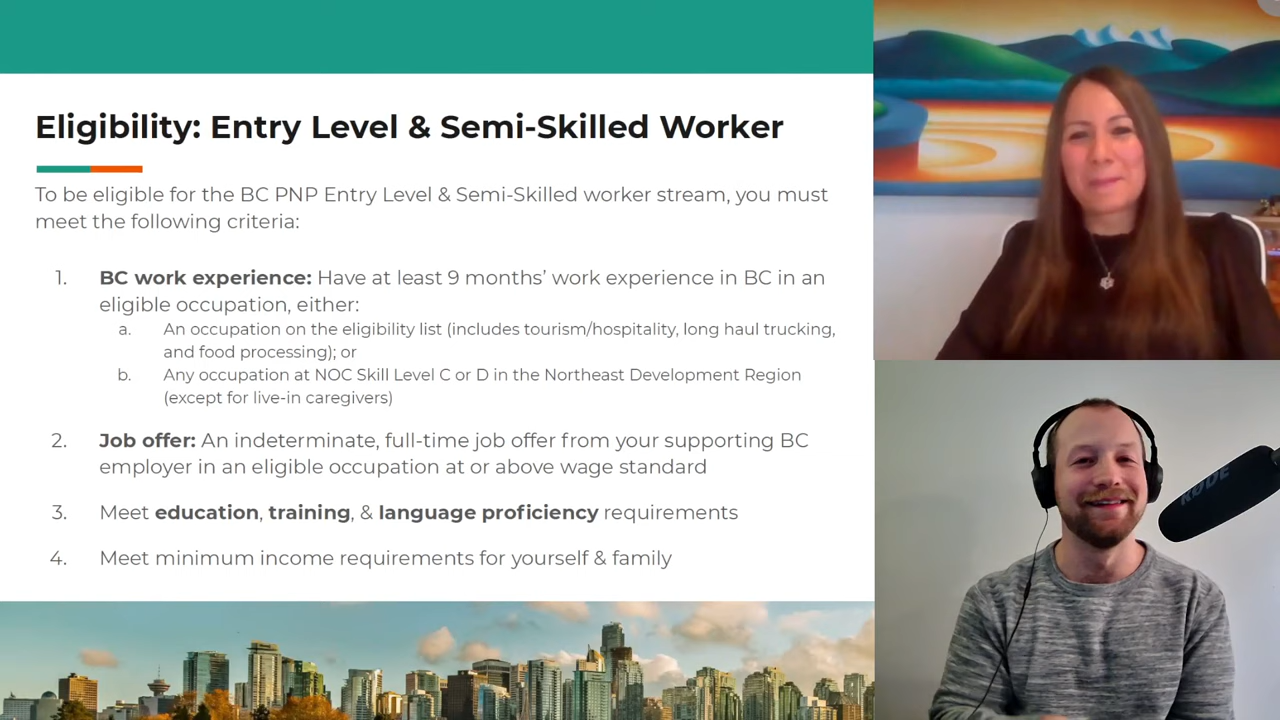 Eligibility: Entry Level & Semi-Skilled Worker
To be eligible for the BC PNP Entry Level & Semi-Skilled worker stream, you must
meet the following criteria:
1. BC work experience: Have at least 9 months’ work experience in BC in an
eligible occupation, either:
a. An occupation on the eligibility list (includes tourism/hospitality, long haul trucking,
and food processing); or
b. Any occupation at NOC Skill Level C or D in the Northeast Development Region
(except for live-in caregivers)
2. Job offer: An indeterminate, full-time job offer from your supporting BC
employer in an eligible occupation at or above wage standard
3. Meet education, training, & language proficiency requirements
4. Meet minimum income requirements for yourself & family
RØDE